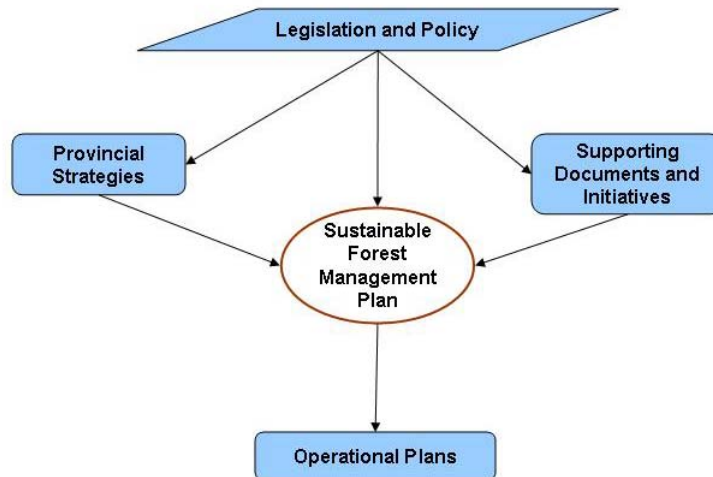 Legislation and Policy
Provincial
Strategies
Supporting
Documents and
Initiatives
Sustainable
Forest
Management
Plan
Operational Plans